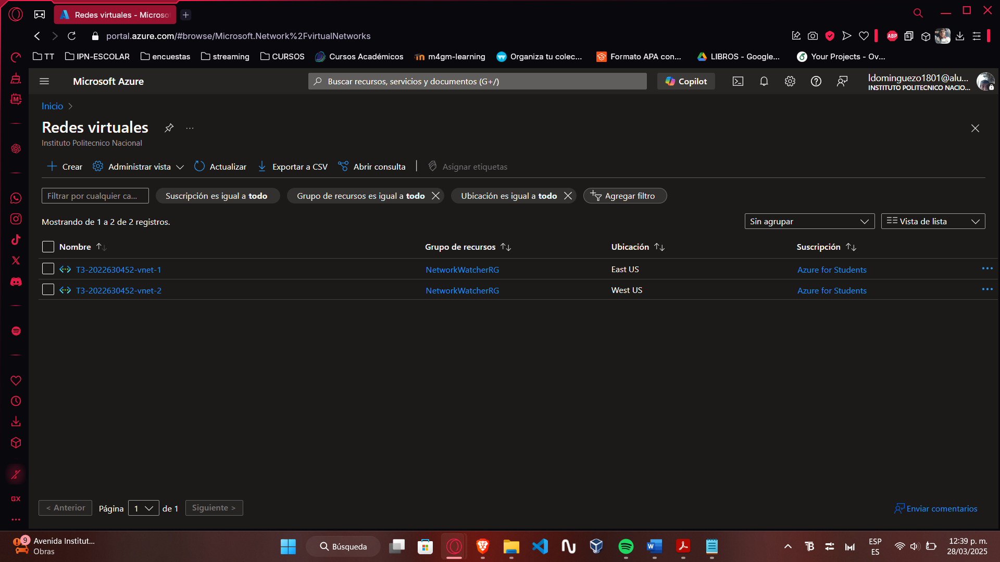 Redes virtuales - Microso
portal.azure.com/#browse/Microsoft.Network%2FvirtualNetworks
ABP
TT
IPN-ESCOLAR
encuestas
streaming
CURSOS
Cursos Académicos
m4gm-learning
Organiza tu colec...
Formato APA con...
LIBROS - Google...
Your Projects - Ov...
Microsoft Azure
Buscar recursos, servicios y documentos (G+/)
Copilot
ldominguezo1801@alu...
INSTITUTO POLITECNICO NACIO...
Inicio
Redes virtuales
Instituto Politecnico Nacional
Crear
Administrar vista
Actualizar
Exportar a CSV
Abrir consulta
Asignar etiquetas
Filtrar por cualquier ca...
Suscripción es igual a todo
Grupo de recursos es igual a todo
Ubicación es igual a todo
Agregar filtro
Mostrando de 1 a 2 de 2 registros.
Sin agrupar
Vista de lista
Nombre
Grupo de recursos
Ubicación
Suscripción
T3-2022630452-vnet-1
NetworkWatcherRG
East US
Azure for Students
T3-2022630452-vnet-2
NetworkWatcherRG
West US
Azure for Students
< Anterior
Página
1
de 1
Siguiente >
Enviar comentarios
GX
9
Avenida Institut...
Obras
Búsqueda
ESP
ES
12:39 p. m.
28/03/2025